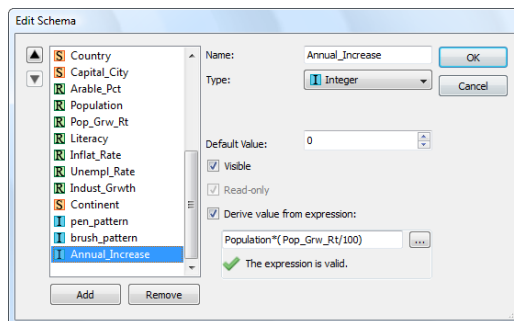 Edit Schema
S Country
S Capital_City
R Arable_Pct
R Population
R Pop_Grw_Rt
R Literacy
R Inflat_Rate
R Unempl_Rate
R Indust_Grwth
S Continent
I pen_pattern
I brush_pattern
I Annual_Increase
Add Remove
Name: Annual_Increase
Type: I Integer
Default Value: 0
Visible
Read-only
Derive value from expression:
Population*(Pop_Grw_Rt/100) ...
The expression is valid.
OK
Cancel